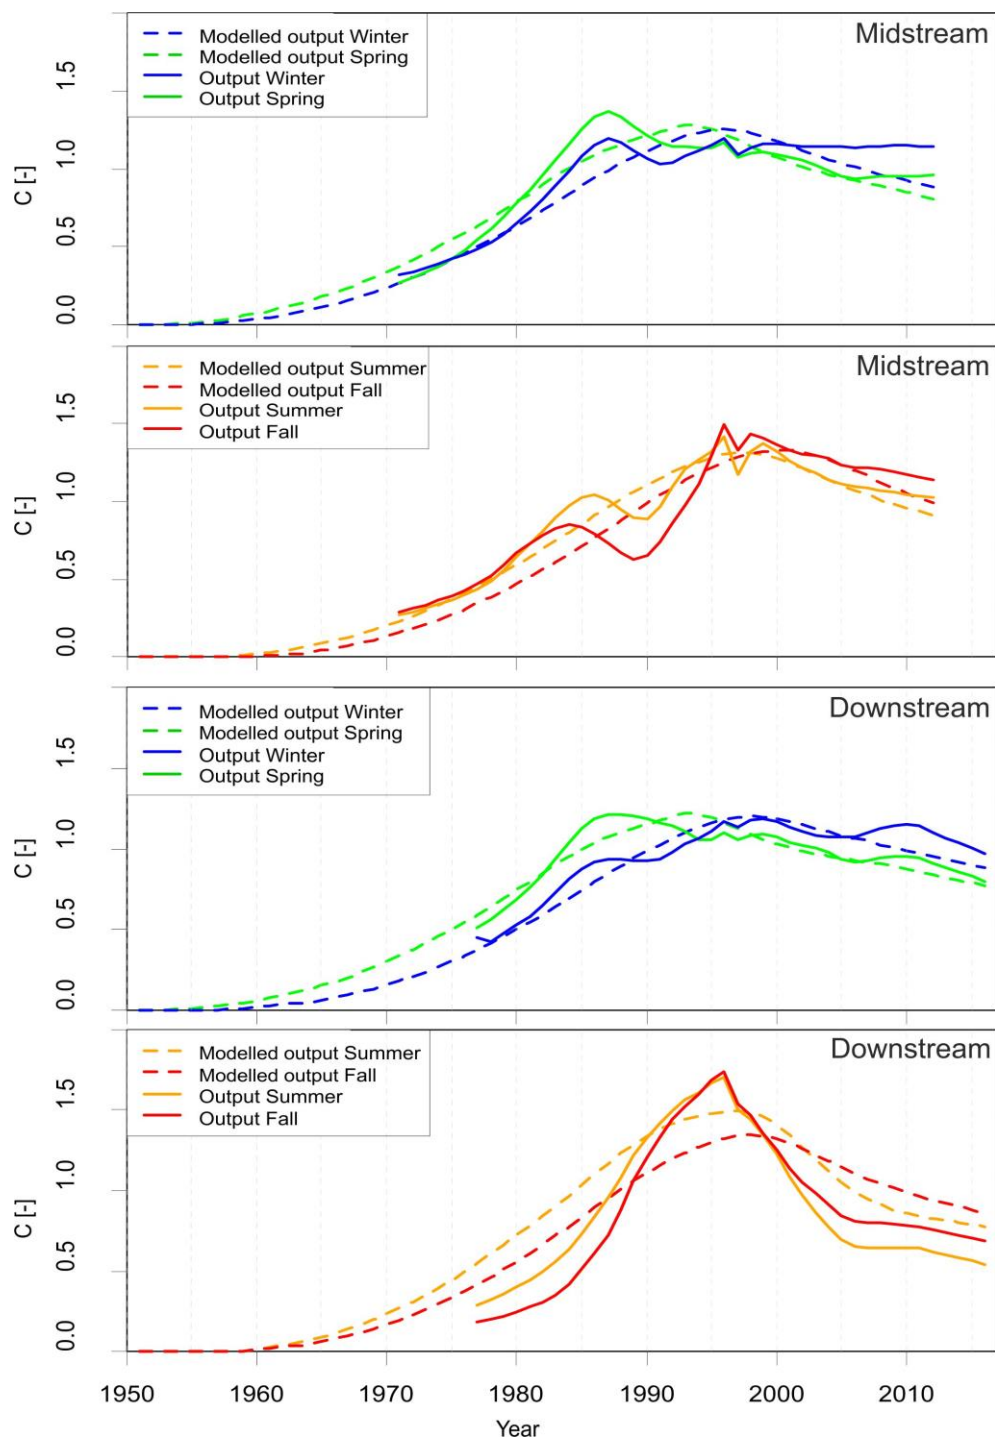 Midstream
Modelled output Winter
Modelled output Spring
Output Winter
Output Spring
C [-]
1.5
1.0
0.5
0.0
Midstream
Modelled output Summer
Modelled output Fall
Output Summer
Output Fall
C [-]
1.5
1.0
0.5
0.0
Downstream
Modelled output Winter
Modelled output Spring
Output Winter
Output Spring
C [-]
1.5
1.0
0.5
0.0
Downstream
Modelled output Summer
Modelled output Fall
Output Summer
Output Fall
C [-]
1.5
1.0
0.5
0.0
1950 1960 1970 1980 1990 2000 2010
Year